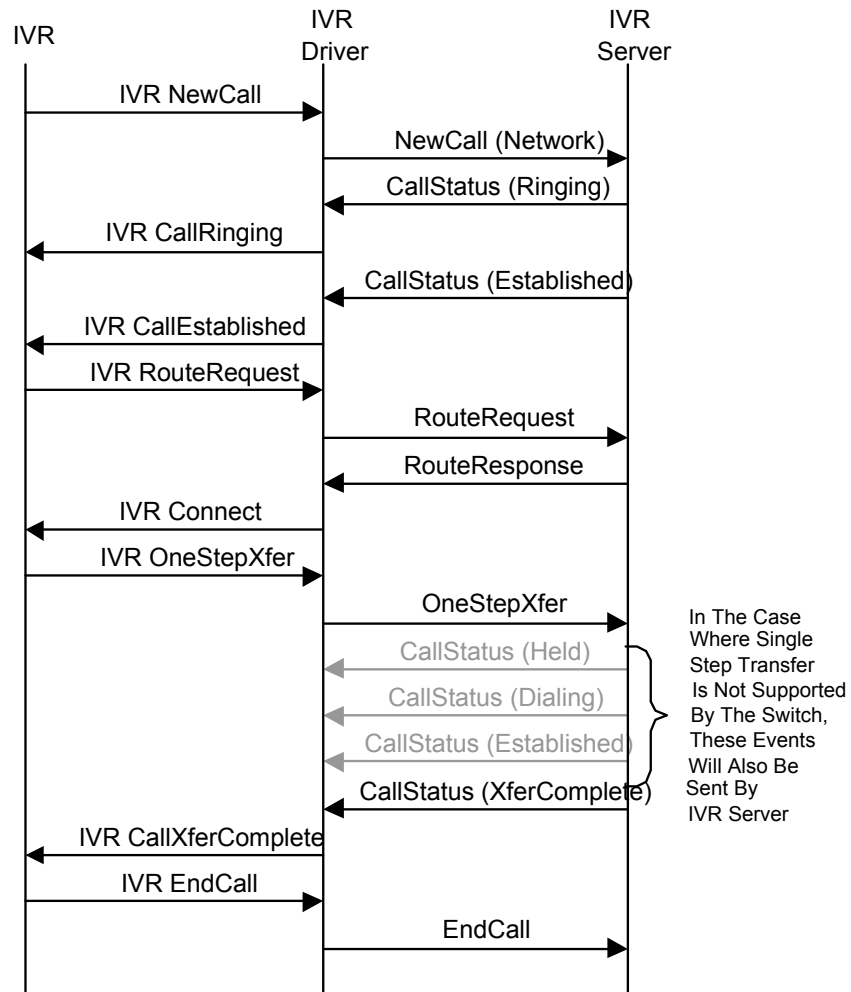 IVR
IVR
Driver
IVR
Server
IVR NewCall
NewCall (Network)
CallStatus (Ringing)
IVR CallRinging
CallStatus (Established)
IVR CallEstablished
IVR RouteRequest
RouteRequest
RouteResponse
IVR Connect
IVR OneStepXfer
OneStepXfer
CallStatus (Held)
CallStatus (Dialing)
CallStatus (Established)
CallStatus (XferComplete)
In The Case
Where Single
Step Transfer
Is Not Supported
By The Switch,
These Events
Will Also Be
Sent By
IVR Server
IVR CallXferComplete
IVR EndCall
EndCall